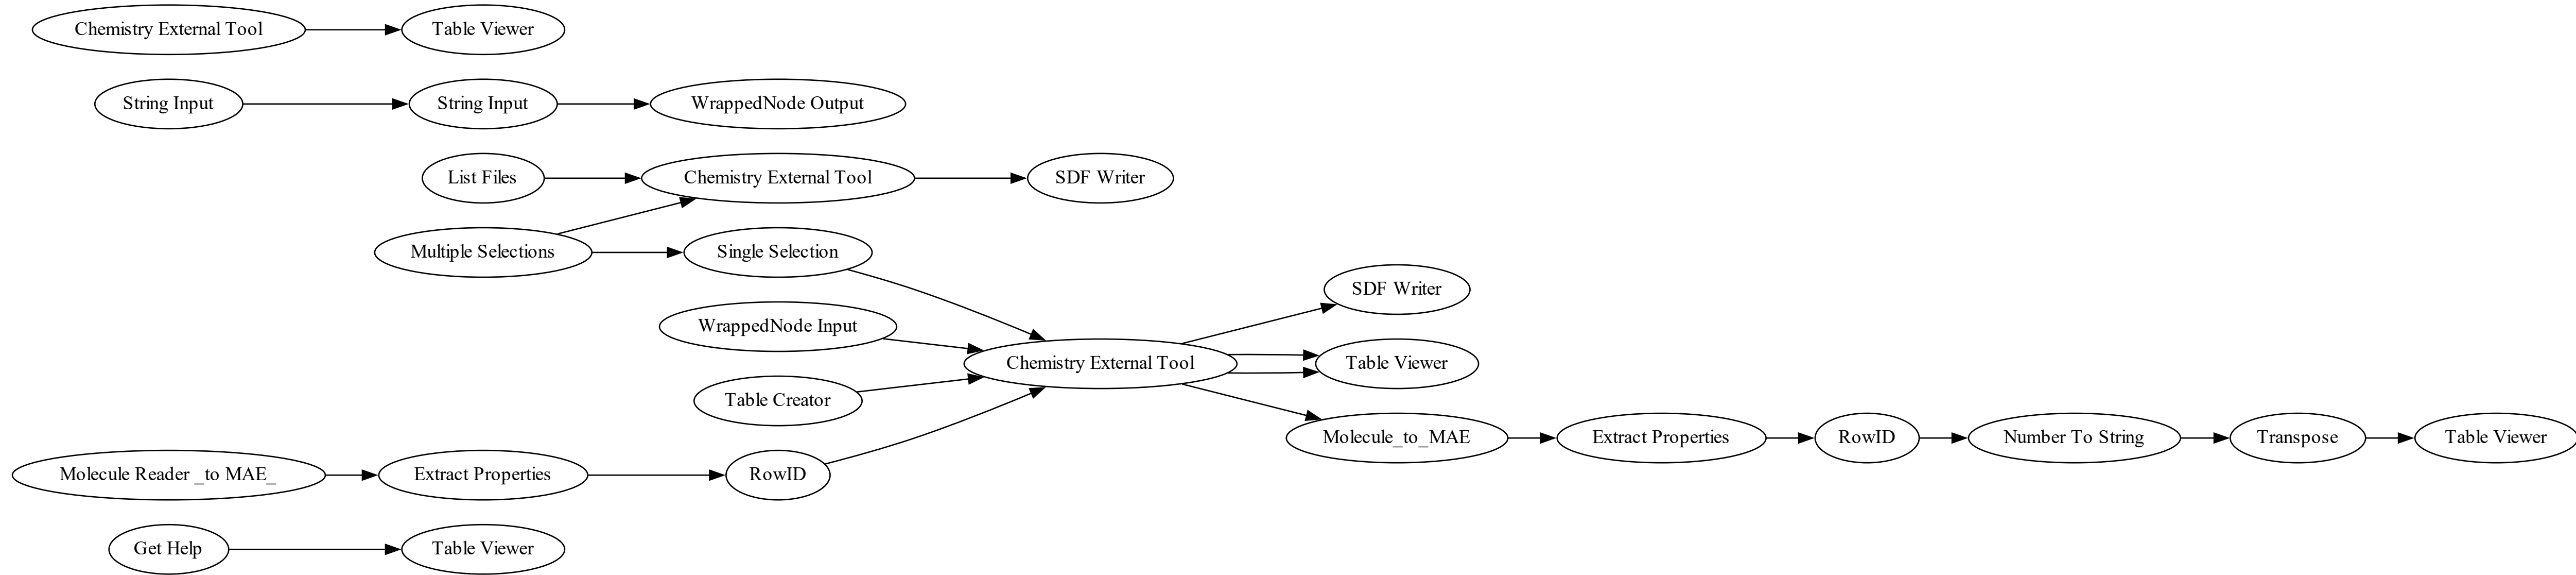 Chemistry External Tool
Table Viewer
String Input
String Input
WrappedNode Output
List Files
Chemistry External Tool
SDF Writer
Multiple Selections
Single Selection
SDF Writer
WrappedNode Input
Chemistry External Tool
Table Viewer
Table Creator
Molecule_to_MAE
Extract Properties
RowID
Number To String
Transpose
Table Viewer
Molecule Reader _to MAE_
Extract Properties
RowID
Get Help
Table Viewer